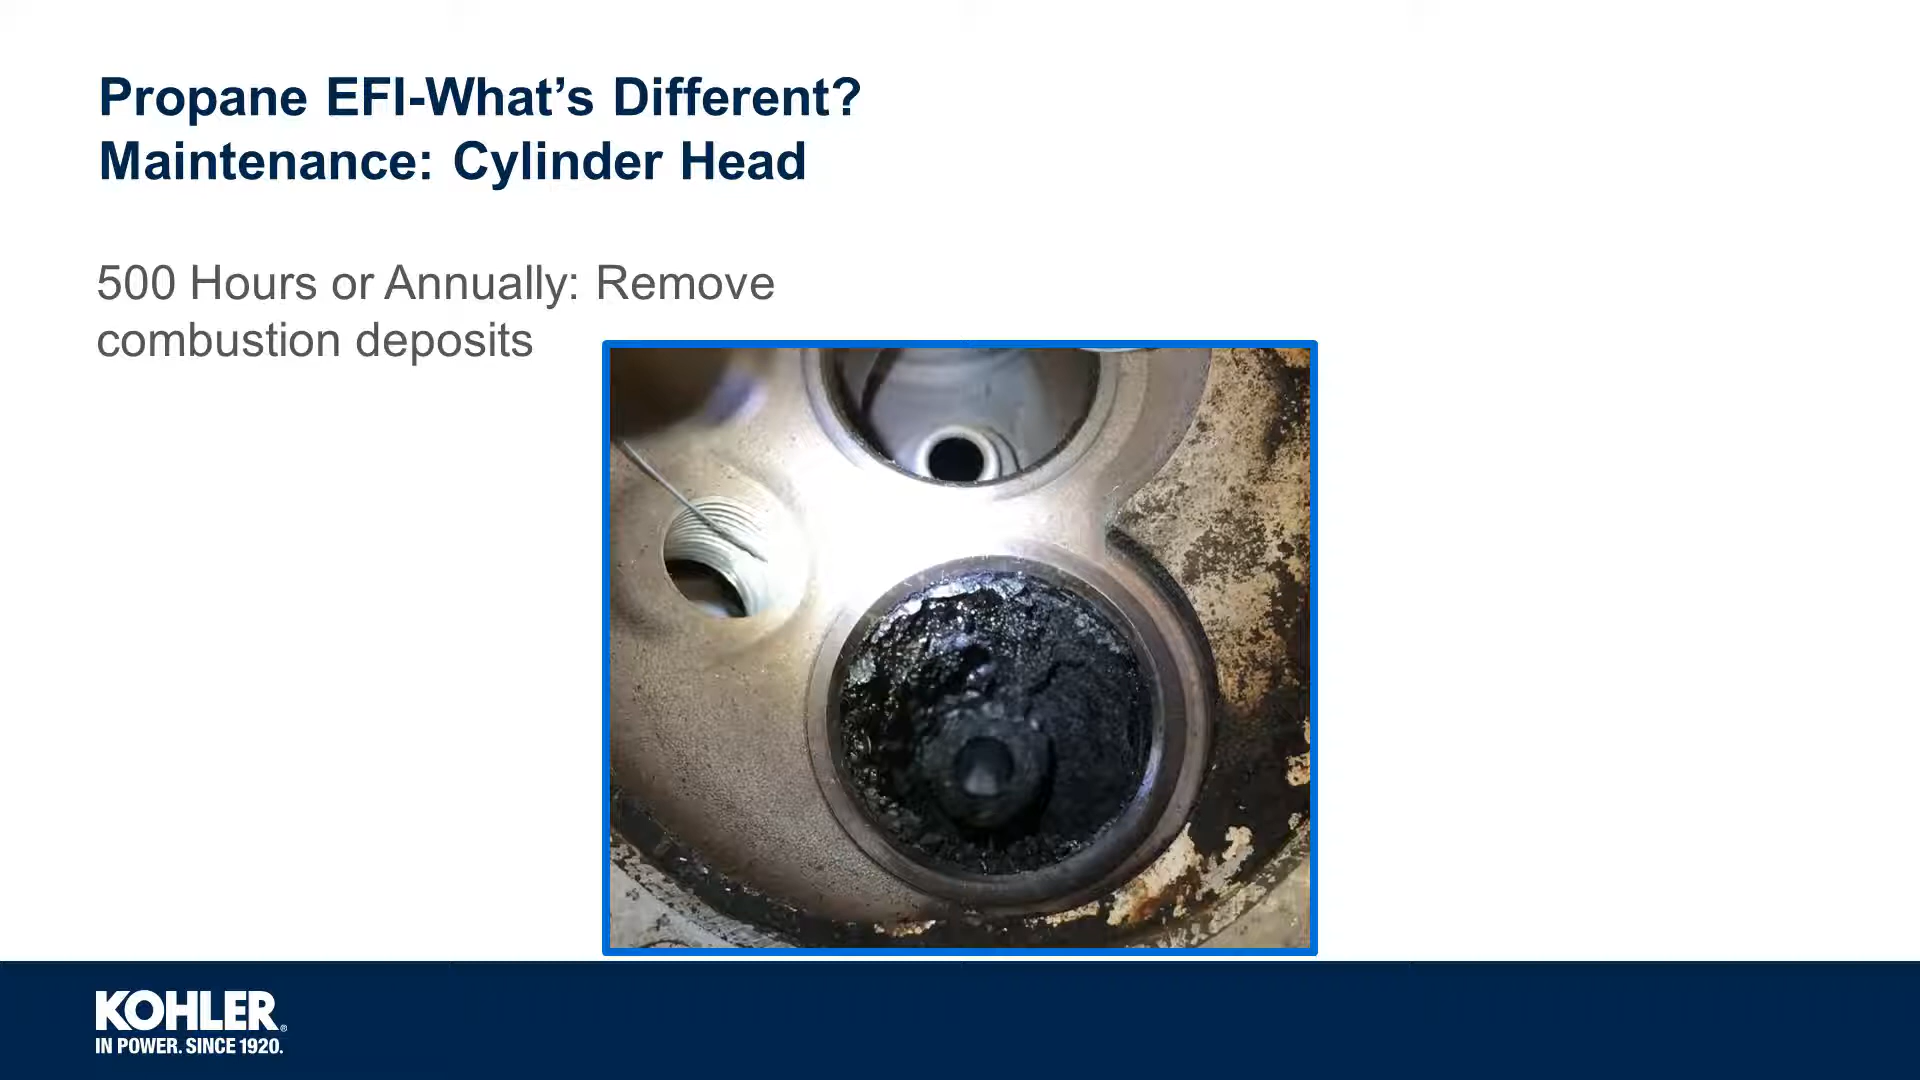 Propane EFI-What’s Different?
Maintenance: Cylinder Head
500 Hours or Annually: Remove
combustion deposits
KOHLER®
IN POWER. SINCE 1920.